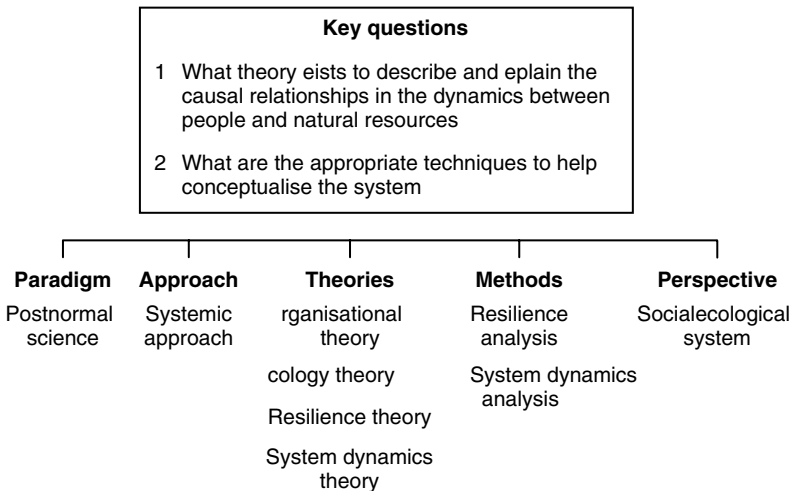 Key questions
1 What theory eists to describe and eplain the
causal relationships in the dynamics between
people and natural resources
2 What are the appropriate techniques to help
conceptualise the system
Paradigm
Postnormal
science
Approach
Systemic
approach
Theories
rganisational
theory
cology theory
Resilience theory
System dynamics
theory
Methods
Resilience
analysis
System dynamics
analysis
Perspective
Socialecological
system